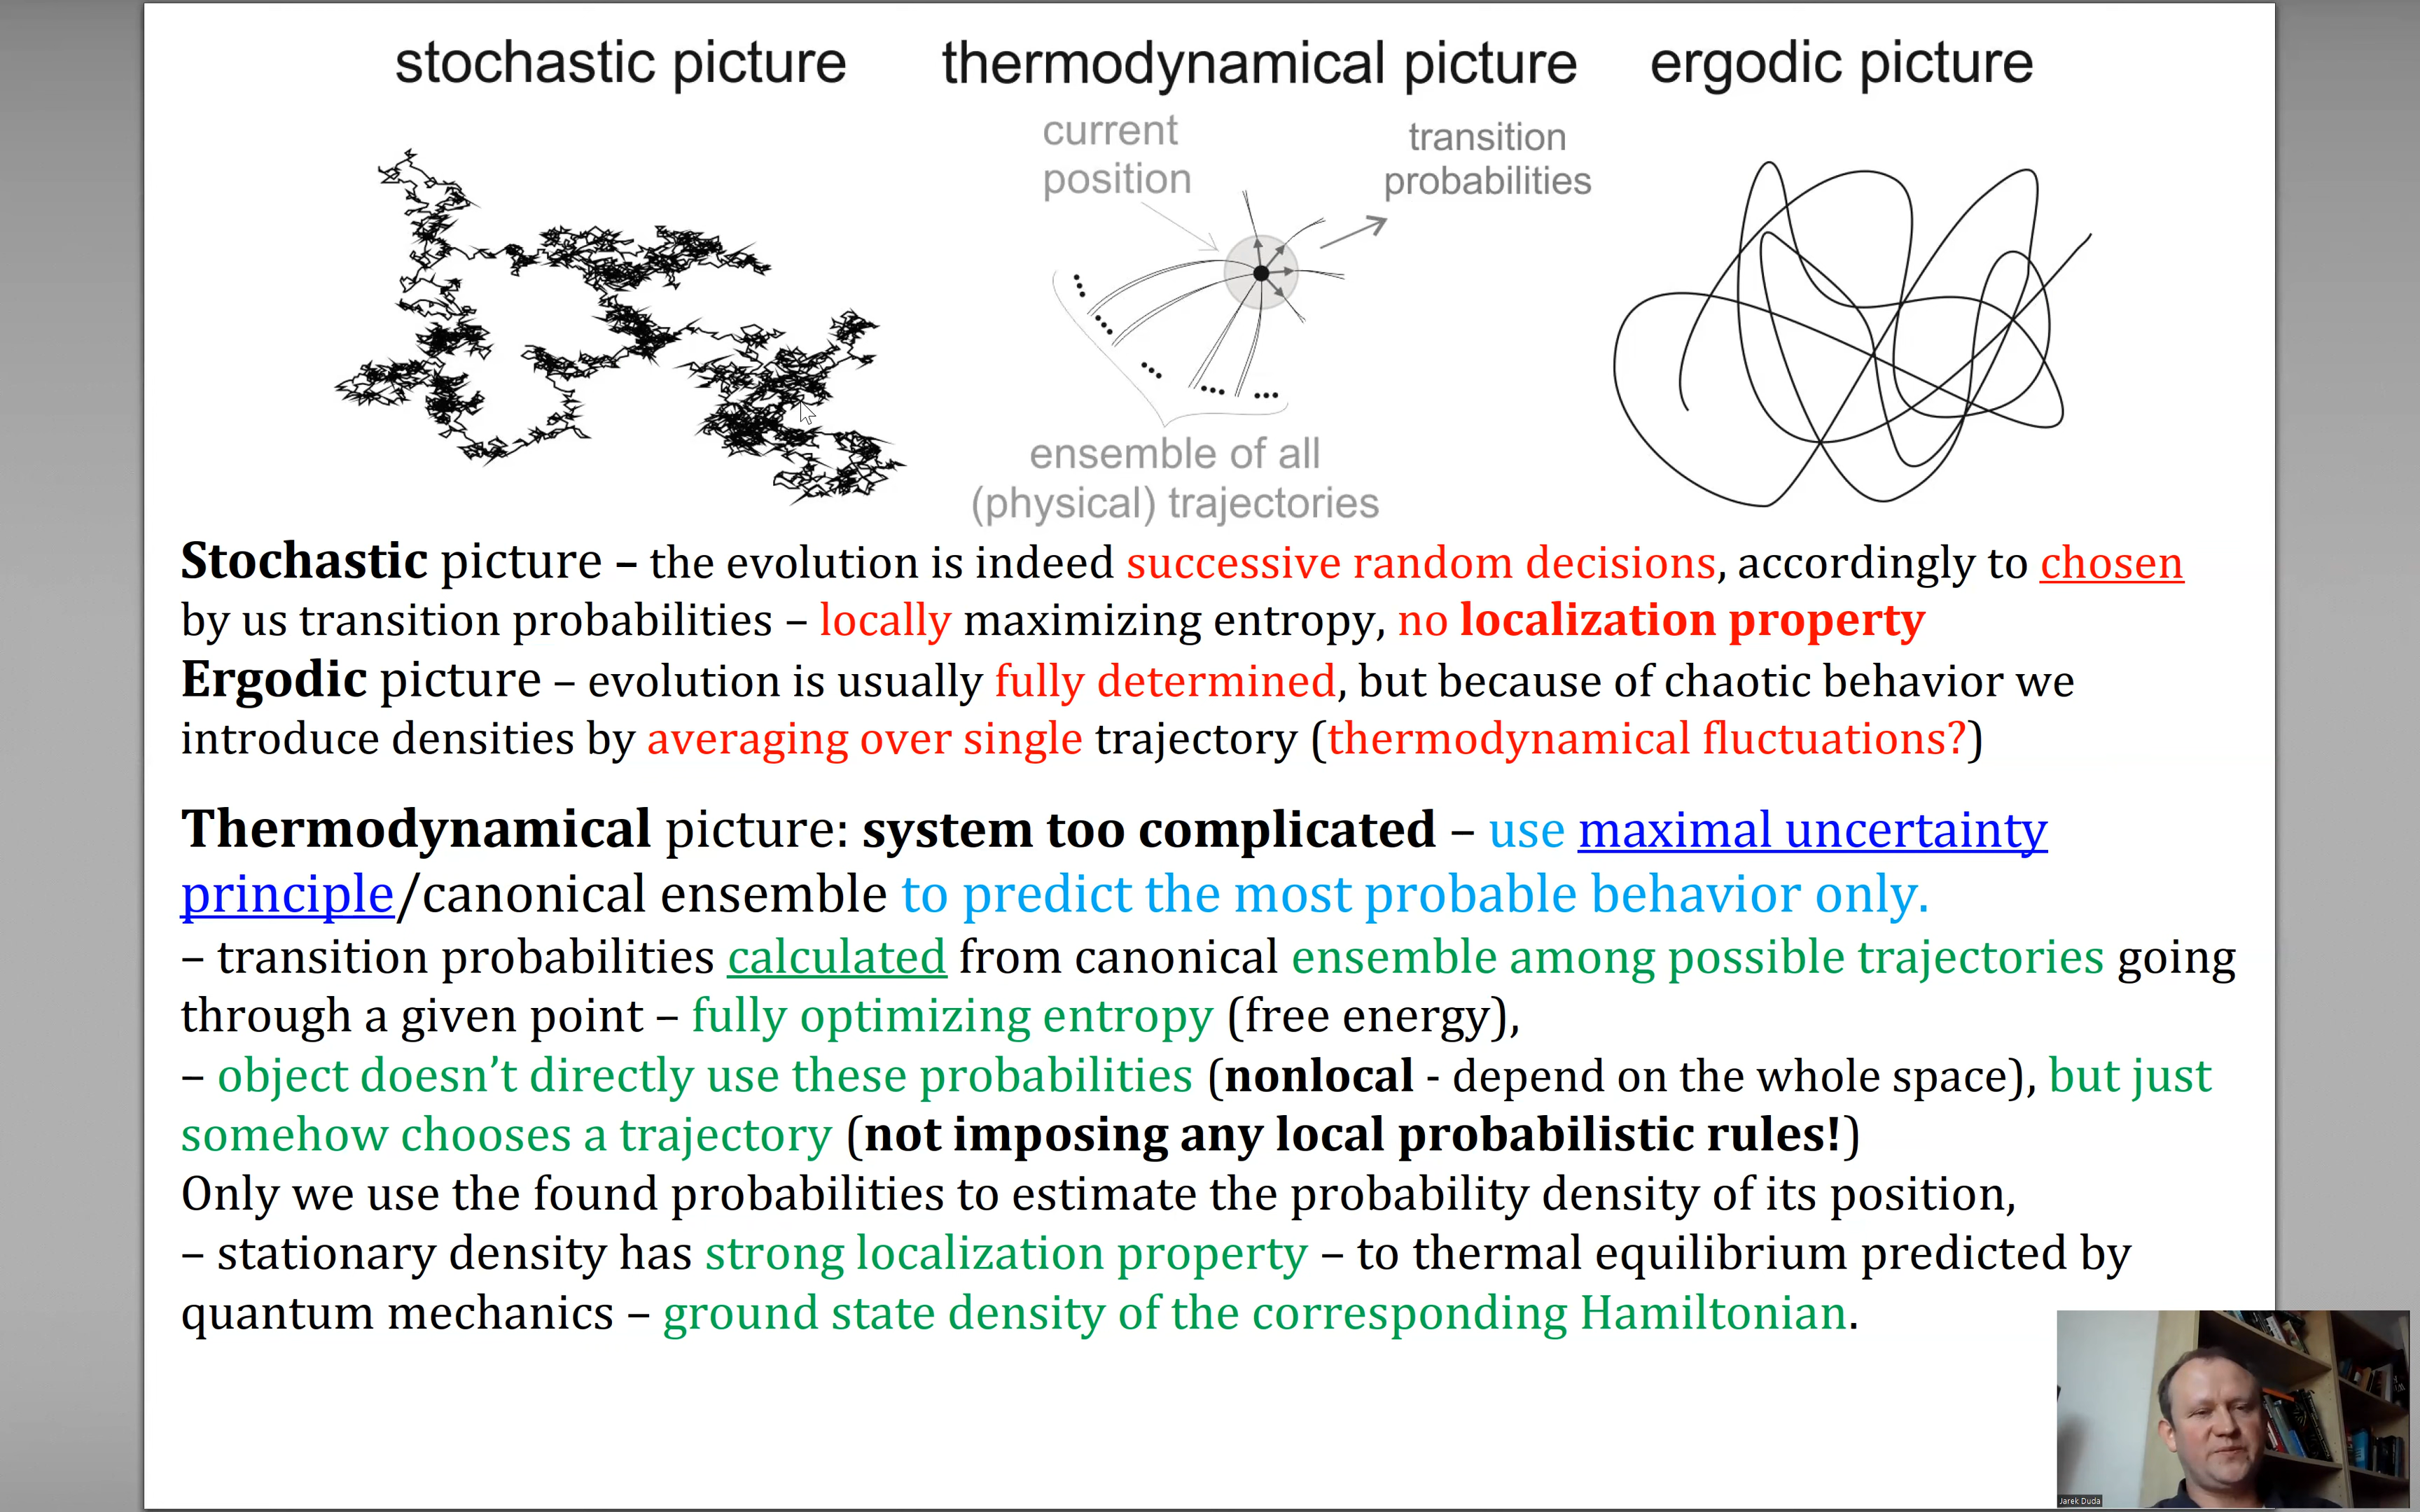 stochastic picture
thermodynamical picture
ergodic picture
current
position
transition
probabilities
ensemble of all
(physical) trajectories
Stochastic picture – the evolution is indeed successive random decisions, accordingly to chosen
by us transition probabilities – locally maximizing entropy, no localization property
Ergodic picture – evolution is usually fully determined, but because of chaotic behavior we
introduce densities by averaging over single trajectory (thermodynamical fluctuations?)
Thermodynamical picture: system too complicated – use maximal uncertainty
principle/canonical ensemble to predict the most probable behavior only.
– transition probabilities calculated from canonical ensemble among possible trajectories going
through a given point – fully optimizing entropy (free energy),
– object doesn’t directly use these probabilities (nonlocal - depend on the whole space), but just
somehow chooses a trajectory (not imposing any local probabilistic rules!)
Only we use the found probabilities to estimate the probability density of its position,
– stationary density has strong localization property – to thermal equilibrium predicted by
quantum mechanics – ground state density of the corresponding Hamiltonian.
Jarek Duda